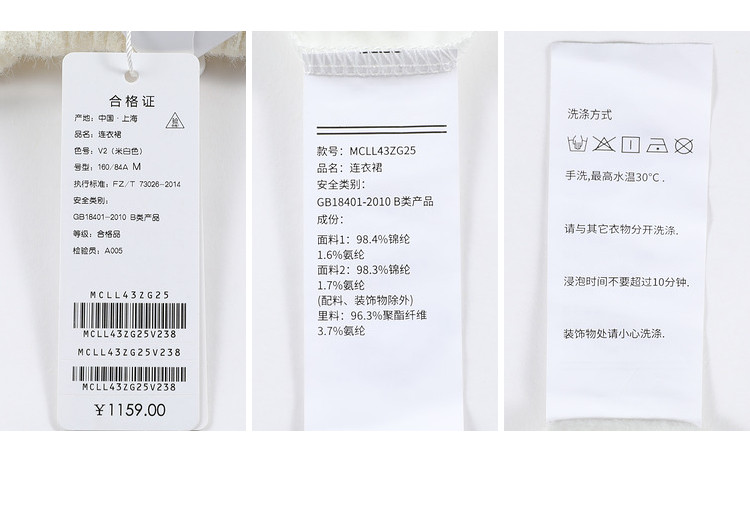 合格证
产地：中国·上海
品名：连衣裙
色号：V2（米白色）
号型：160/84A M
执行标准：FZ/T 73026-2014
安全类别：
GB18401-2010 B类产品
等级：合格品
检验员：A005
MCLL43ZG25
MCLL43ZG25V238
MCLL43ZG25V238
MCLL43ZG25V238
¥1159.00
款号：MCLL43ZG25
品名：连衣裙
安全类别：
GB18401-2010 B类产品
成份：
面料1：98.4%锦纶
1.6%氨纶
面料2：98.3%锦纶
1.7%氨纶
(配料、装饰物除外)
里料：96.3%聚酯纤维
3.7%氨纶
洗涤方式
手洗,最高水温30℃.
请与其它衣物分开洗涤.
浸泡时间不要超过10分钟.
装饰物处请小心洗涤.